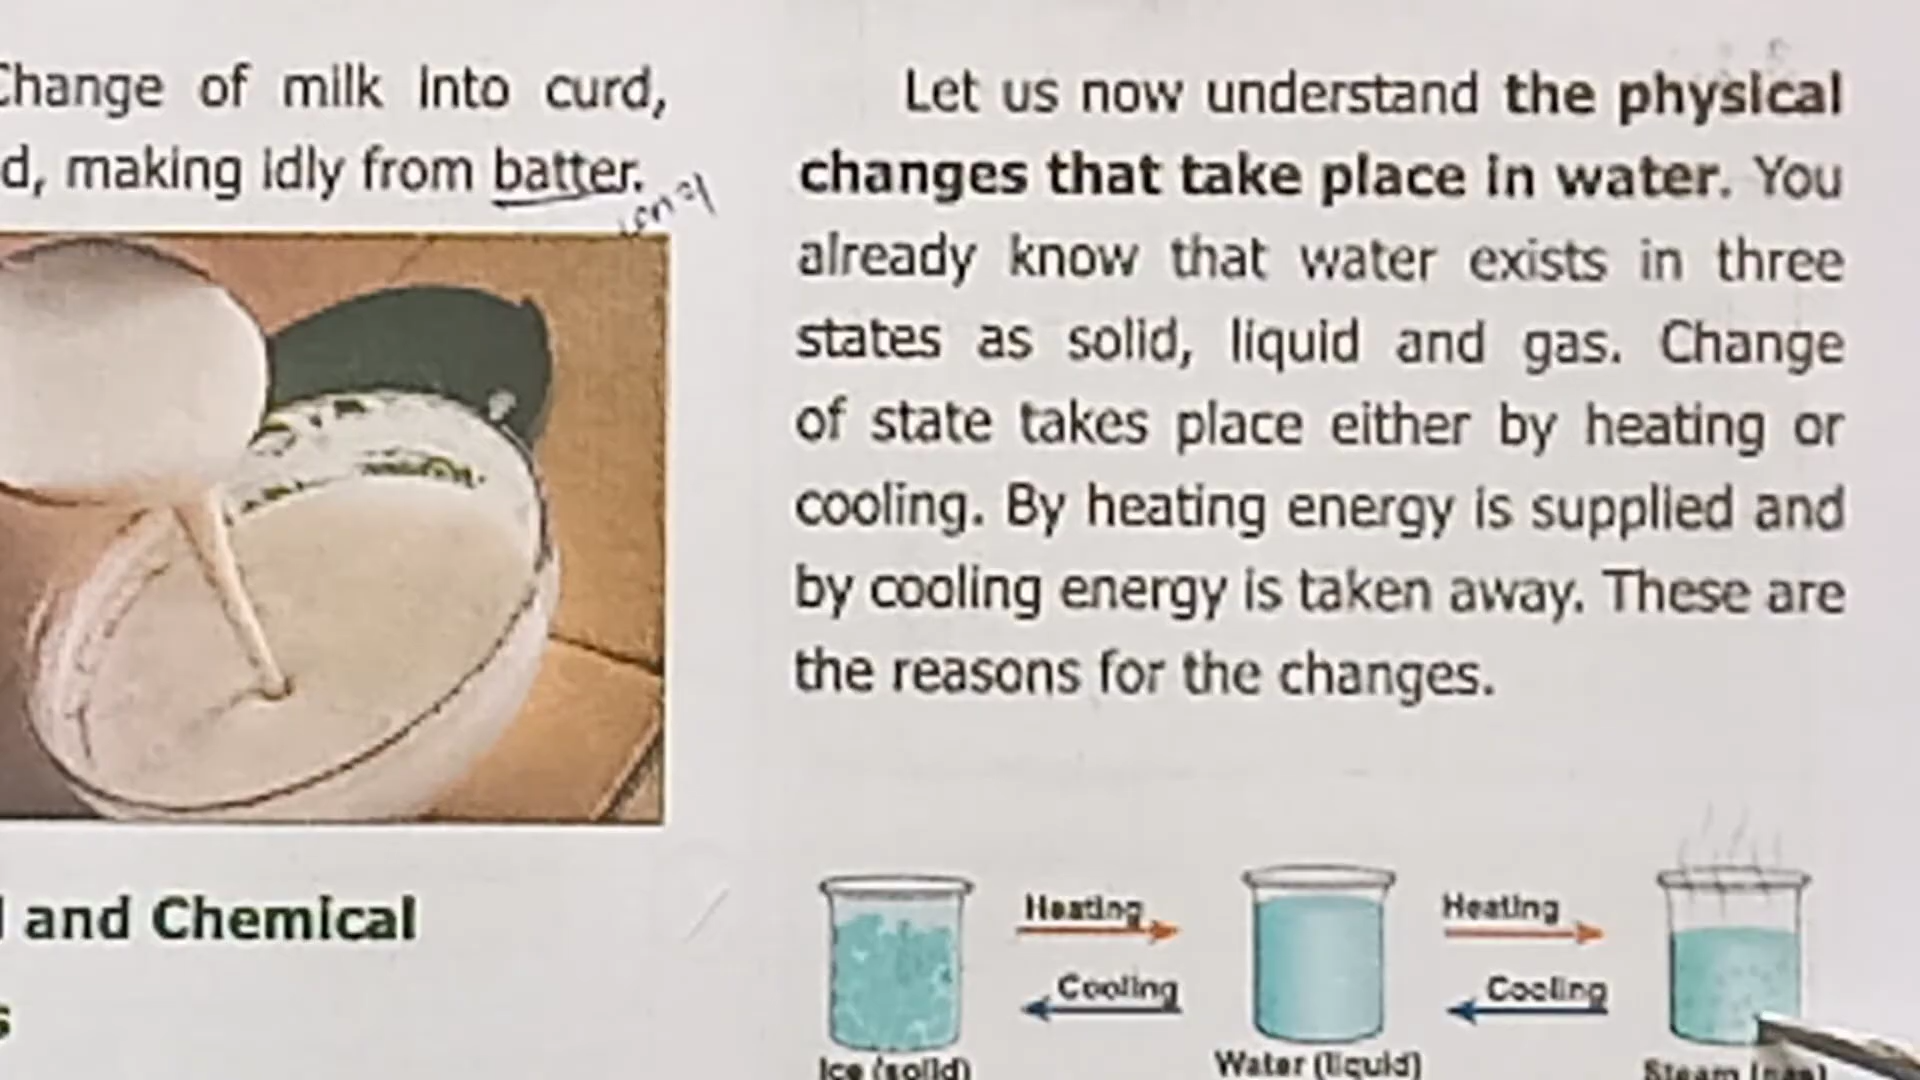 Change of milk into curd,
d, making idly from batter.
and Chemical
s
Let us now understand the physical
changes that take place in water. You
already know that water exists in three
states as solid, liquid and gas. Change
of state takes place either by heating or
cooling. By heating energy is supplied and
by cooling energy is taken away. These are
the reasons for the changes.
Heating
Heating
Cooling
Cooling
Ice (solid)
Water (liquid)
Steam (gas)